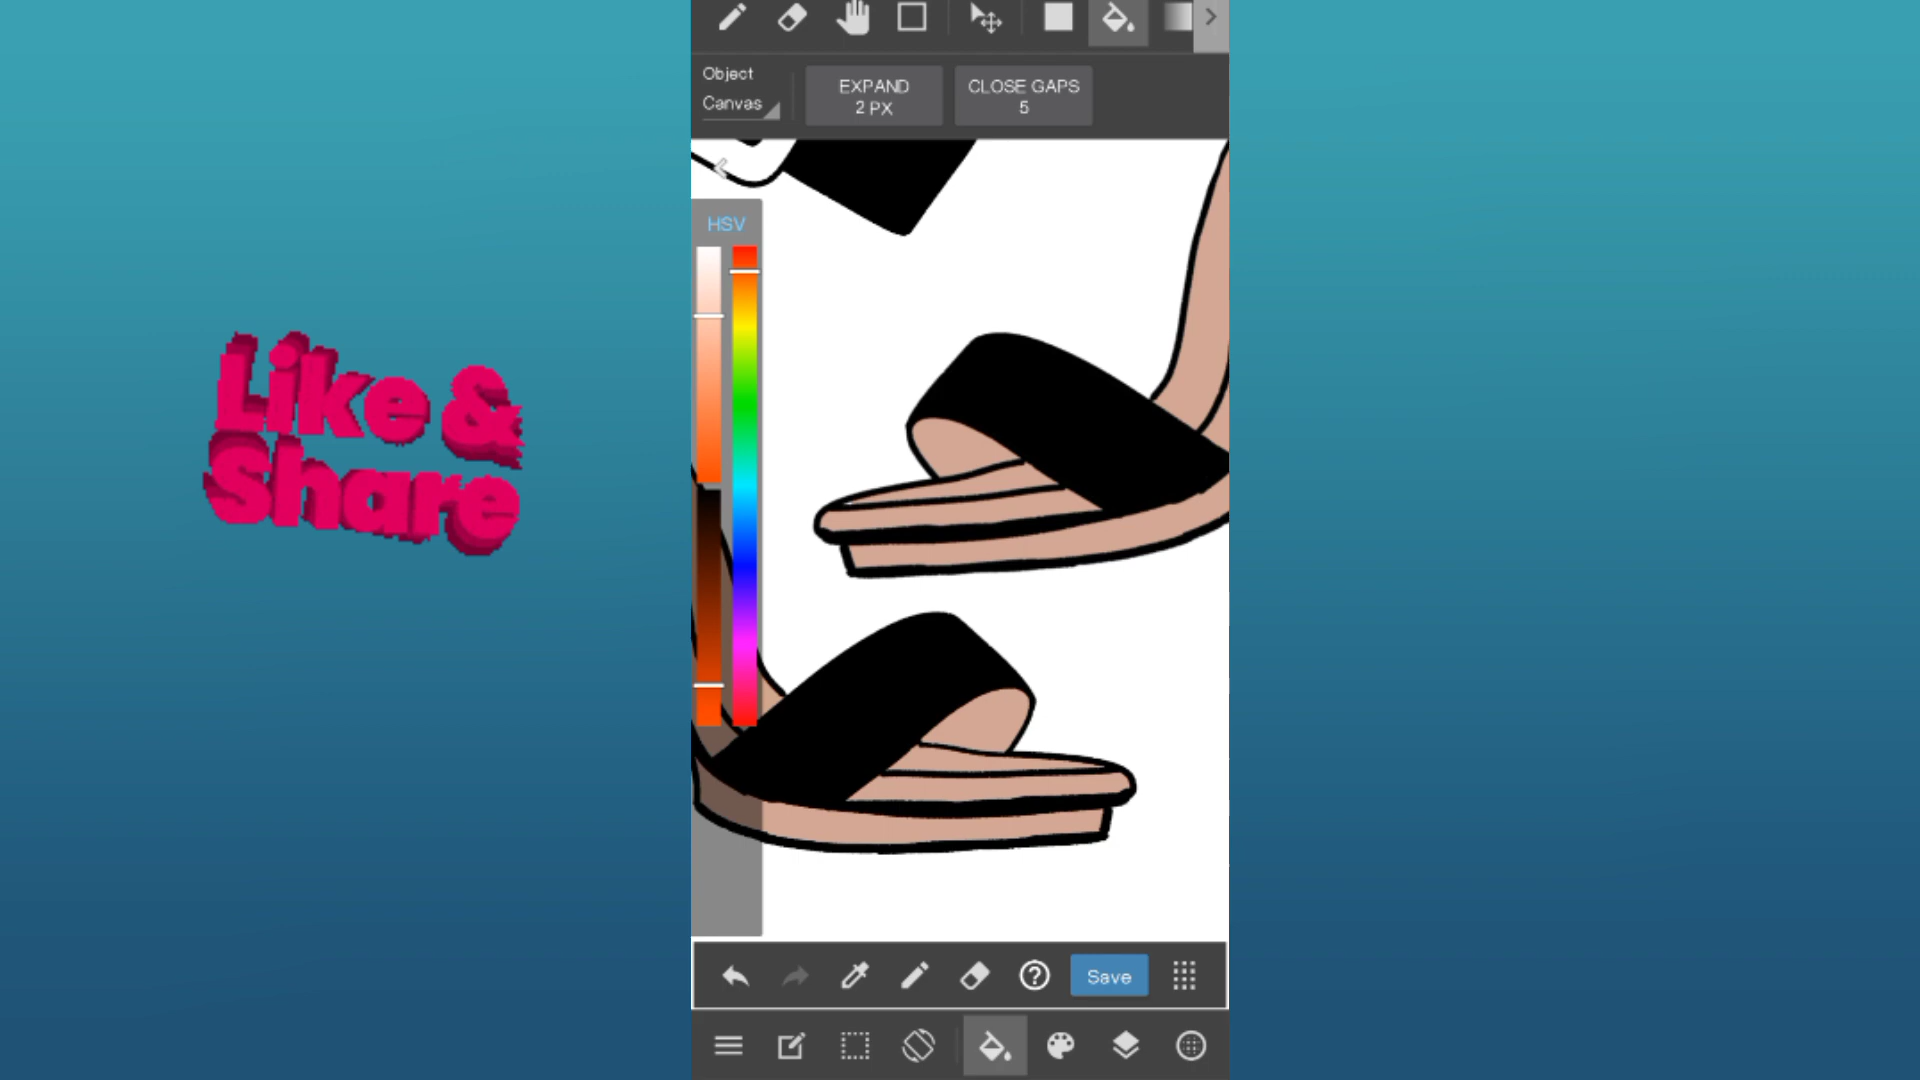 Object
Canvas
EXPAND
2 PX
CLOSE GAPS
5
HSV
Like &
Share
Save